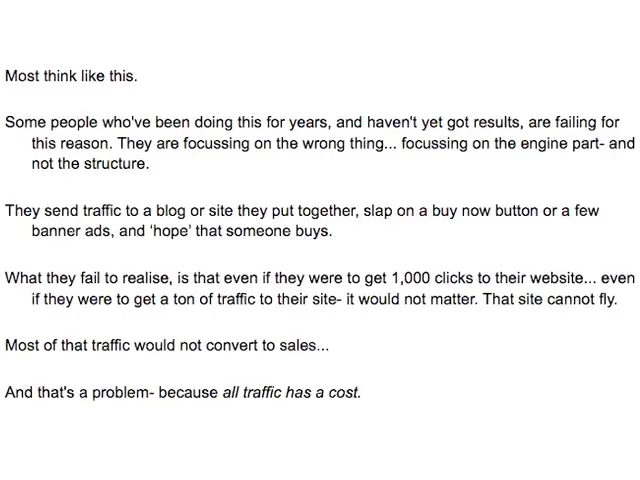 Most think like this.
Some people who've been doing this for years, and haven't yet got results, are failing for
this reason. They are focussing on the wrong thing... focussing on the engine part- and
not the structure.
They send traffic to a blog or site they put together, slap on a buy now button or a few
banner ads, and ‘hope’ that someone buys.
What they fail to realise, is that even if they were to get 1,000 clicks to their website... even
if they were to get a ton of traffic to their site- it would not matter. That site cannot fly.
Most of that traffic would not convert to sales...
And that's a problem- because all traffic has a cost.